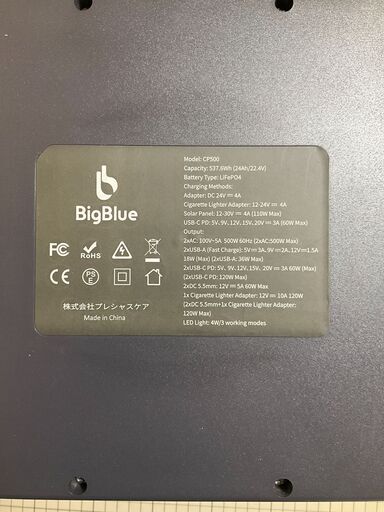 BigBlue
FC
RoHS
CE
PS
E
株式会社プレシャスケア
Made in China
Model: CP500
Capacity: 537.6Wh (24Ah/22.4V)
Battery Type: LiFePO4
Charging Methods:
Adapter: DC 24V ⎓ 4A
Cigarette Lighter Adapter: 12-24V ⎓ 4A
Solar Panel: 12-30V ⎓ 4A (110W Max)
USB-C PD: 5V、9V、12V、15V、20V ⎓ 3A (60W Max)
Output:
2xAC: 100V~5A 500W 60Hz (2xAC:500W Max)
2xUSB-A (Fast Charge): 5V⎓3A, 9V⎓2A, 12V⎓1.5A
18W (Max) (2xUSB-A: 36W Max)
2xUSB-C PD: 5V、9V、12V、15V、20V ⎓ 3A 60W (Max)
(2xUSB-C PD: 120W Max)
2xDC 5.5mm: 12V ⎓ 5A 60W Max
1x Cigarette Lighter Adapter: 12V ⎓ 10A 120W
(2xDC 5.5mm+1x Cigarette Lighter Adapter:
120W Max)
LED Light: 4W/3 working modes